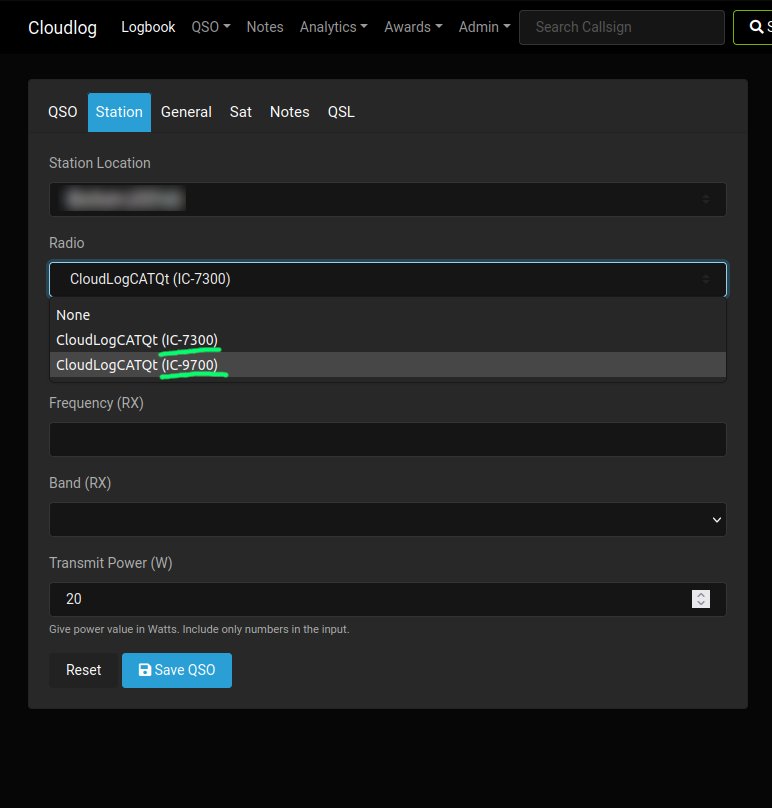 Cloudlog Logbook QSO Notes Analytics Awards Admin Search Callsign S
QSO Station General Sat Notes QSL
Station Location
Radio
CloudLogCATQt (IC-7300)
None
CloudLogCATQt (IC-7300)
CloudLogCATQt (IC-9700)
Frequency (RX)
Band (RX)
Transmit Power (W)
20
Give power value in Watts. Include only numbers in the input.
Reset Save QSO